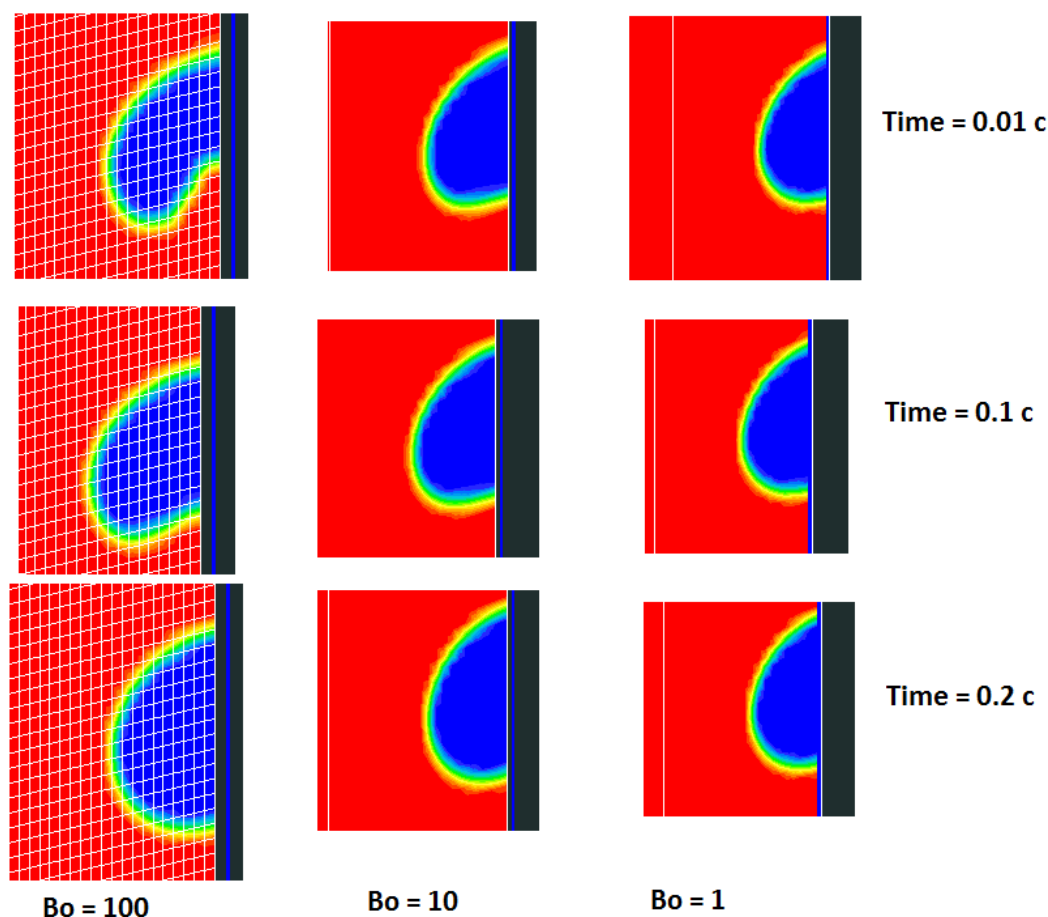 Time = 0.01 c
Time = 0.1 c
Time = 0.2 c
Bo = 100
Bo = 10
Bo = 1